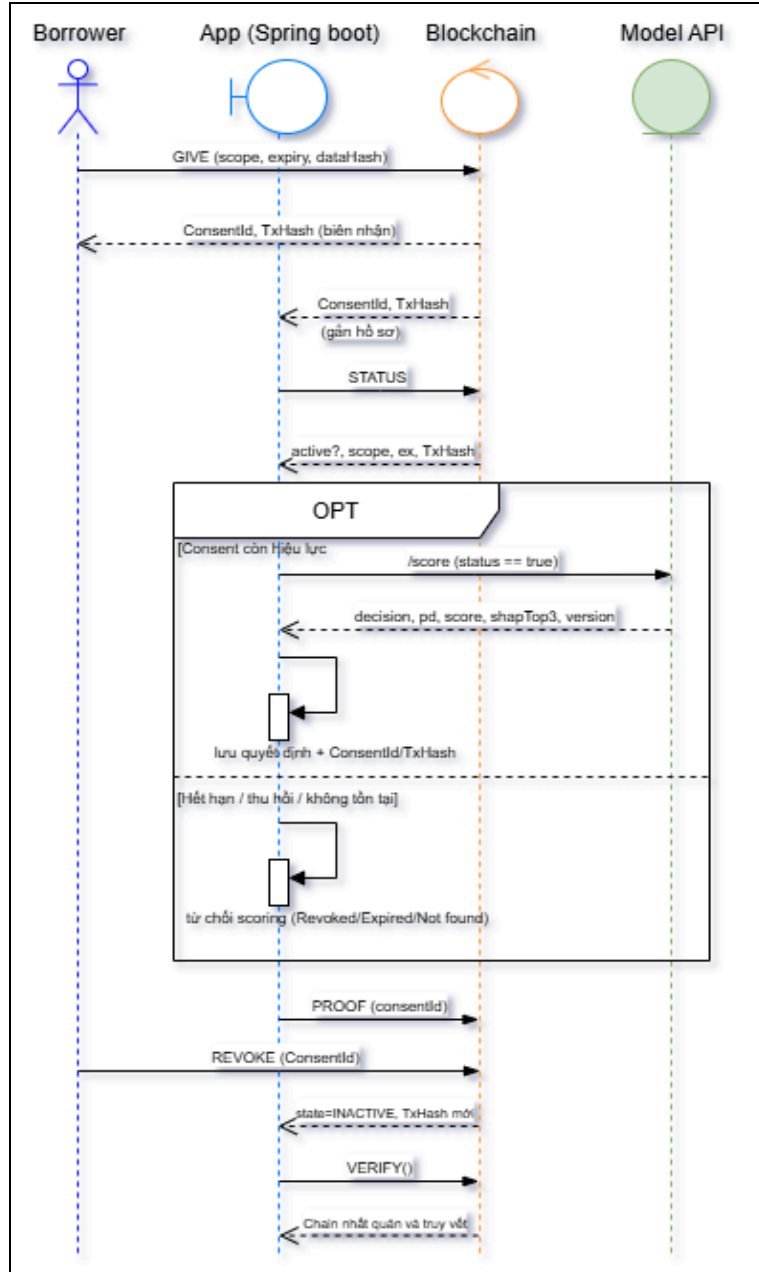 Borrower
App (Spring boot)
Blockchain
Model API
GIVE (scope, expiry, dataHash)
ConsentId, TxHash (biên nhận)
ConsentId, TxHash
(gắn hồ sơ)
STATUS
active?, scope, ex, TxHash
OPT
[Consent còn hiệu lực
/score (status == true)
decision, pd, score, shapTop3, version
lưu quyết định + ConsentId/TxHash
[Hết hạn / thu hồi / không tồn tại]
từ chối scoring (Revoked/Expired/Not found)
PROOF (consentId)
REVOKE (ConsentId)
state=INACTIVE, TxHash mới
VERIFY()
Chain nhất quán và truy vết